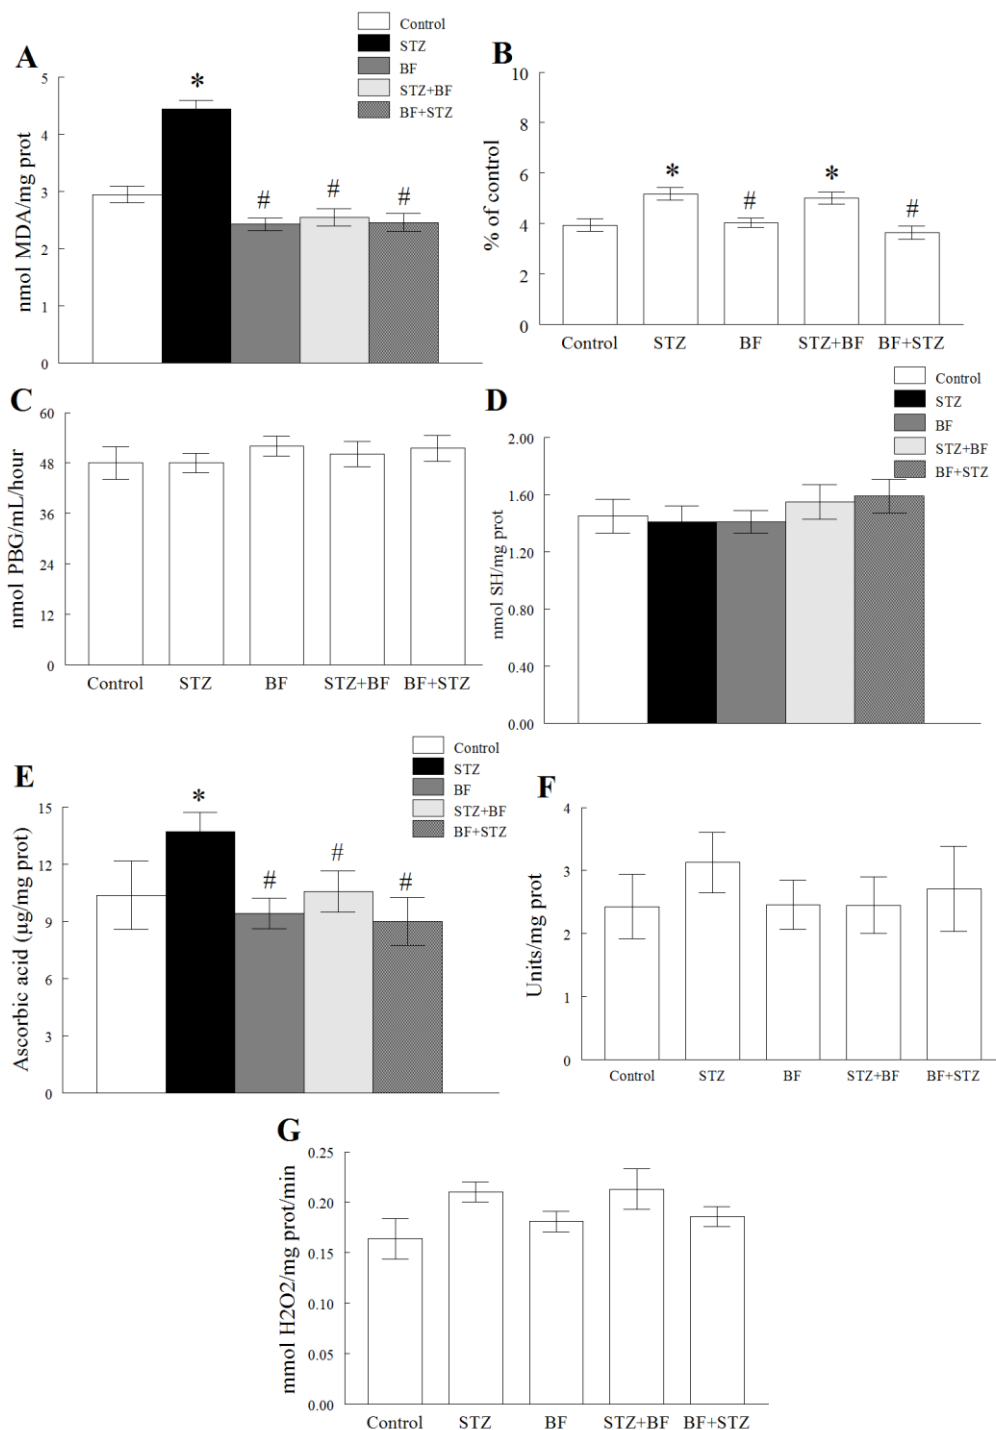 A
Control
STZ
BF
STZ+BF
BF+STZ
nmol MDA/mg prot
5
4
3
2
1
0
*
#
#
#
B
% of control
10
8
6
4
2
0
*
#
*
#
Control STZ BF STZ+BF BF+STZ
C
nmol PBG/mL/hour
60
48
36
24
12
0
Control STZ BF STZ+BF BF+STZ
D
Control
STZ
BF
STZ+BF
BF+STZ
nmol SH/mg prot
2.00
1.60
1.20
0.80
0.40
0.00
E
Control
STZ
BF
STZ+BF
BF+STZ
Ascorbic acid (µg/mg prot)
15
12
9
6
3
0
*
#
#
#
F
Units/mg prot
4
3
2
1
0
Control STZ BF STZ+BF BF+STZ
G
mmol H2O2/mg prot/min
0.25
0.20
0.15
0.10
0.05
0.00
Control STZ BF STZ+BF BF+STZ